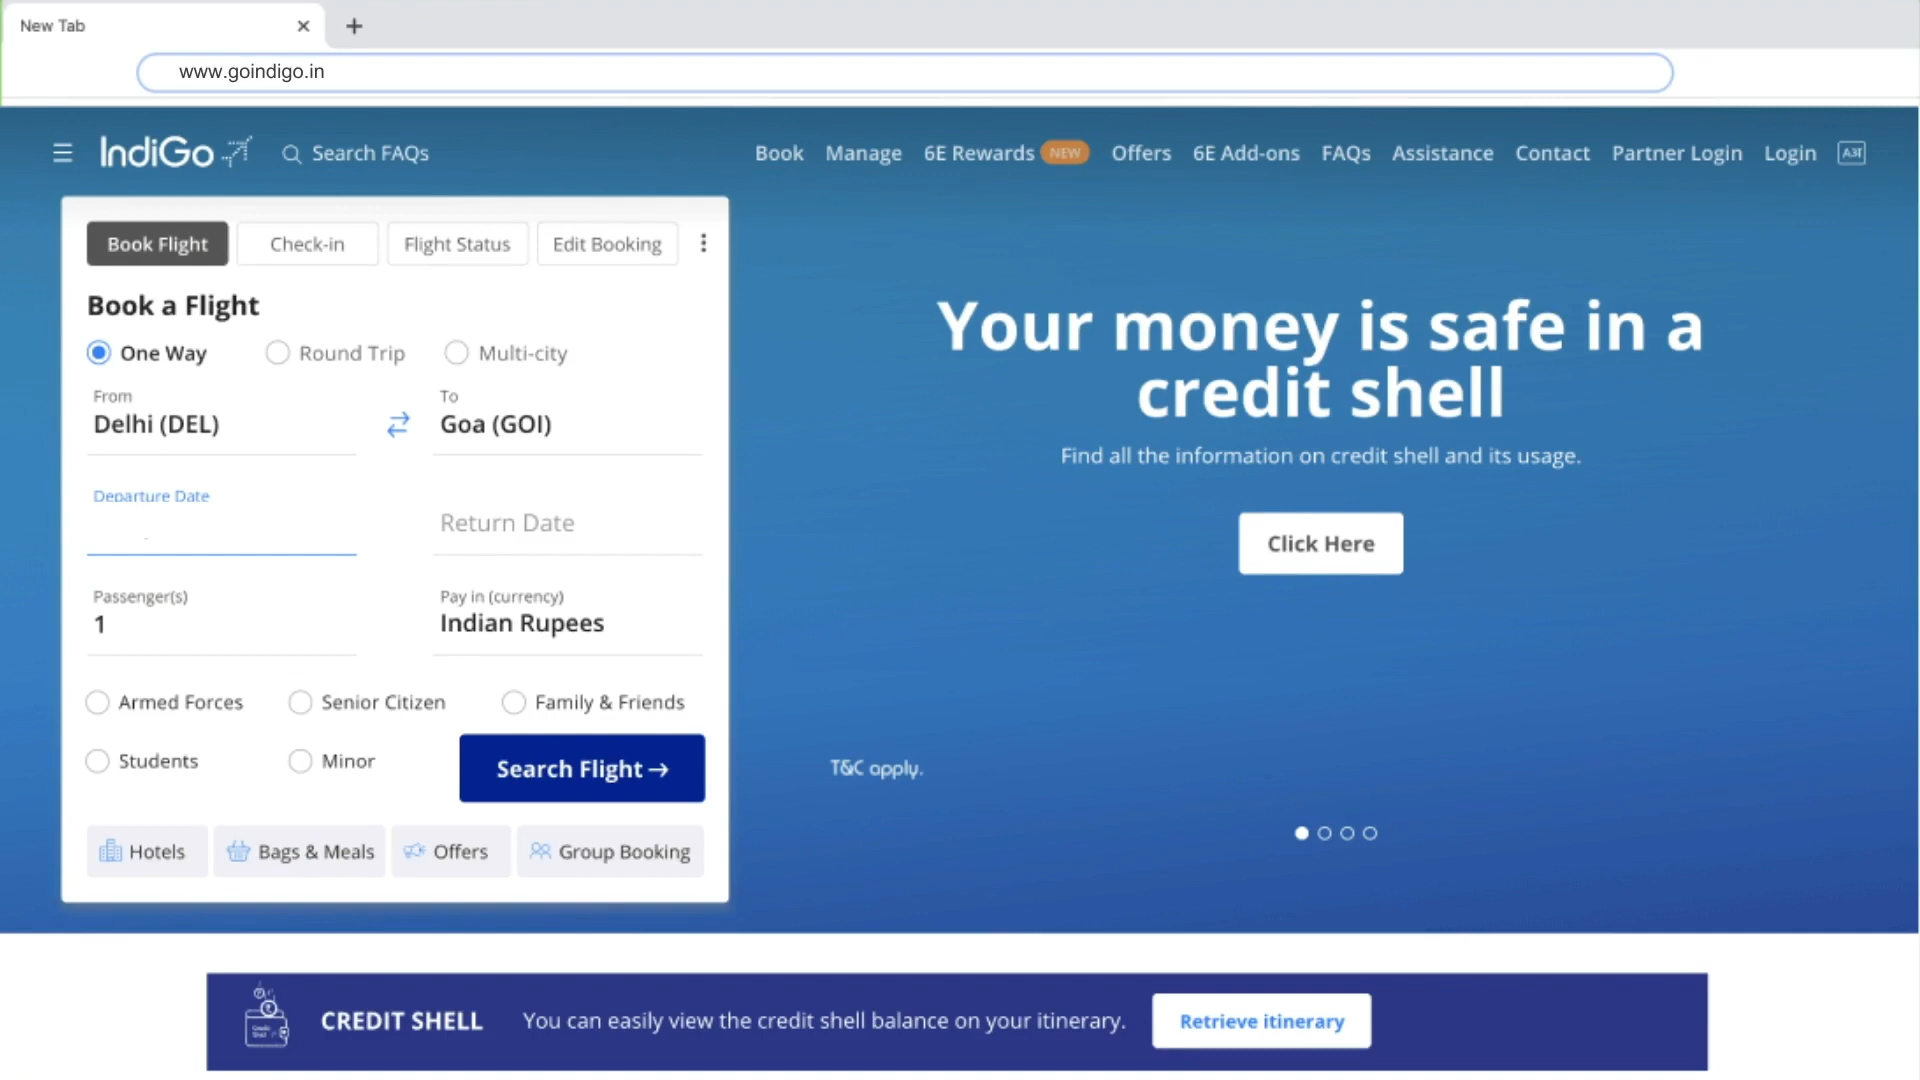 New Tab
www.goindigo.in
IndiGo
Search FAQs
Book Manage 6E Rewards NEW Offers 6E Add-ons FAQs Assistance Contact Partner Login Login
Book Flight Check-in Flight Status Edit Booking
Book a Flight
One Way Round Trip Multi-city
From
Delhi (DEL)
To
Goa (GOI)
Departure Date
Return Date
Passenger(s)
1
Pay in (currency)
Indian Rupees
Armed Forces Senior Citizen Family & Friends
Students Minor
Search Flight →
Hotels Bags & Meals Offers Group Booking
Your money is safe in a
credit shell
Find all the information on credit shell and its usage.
Click Here
T&C apply.
CREDIT SHELL You can easily view the credit shell balance on your itinerary. Retrieve itinerary